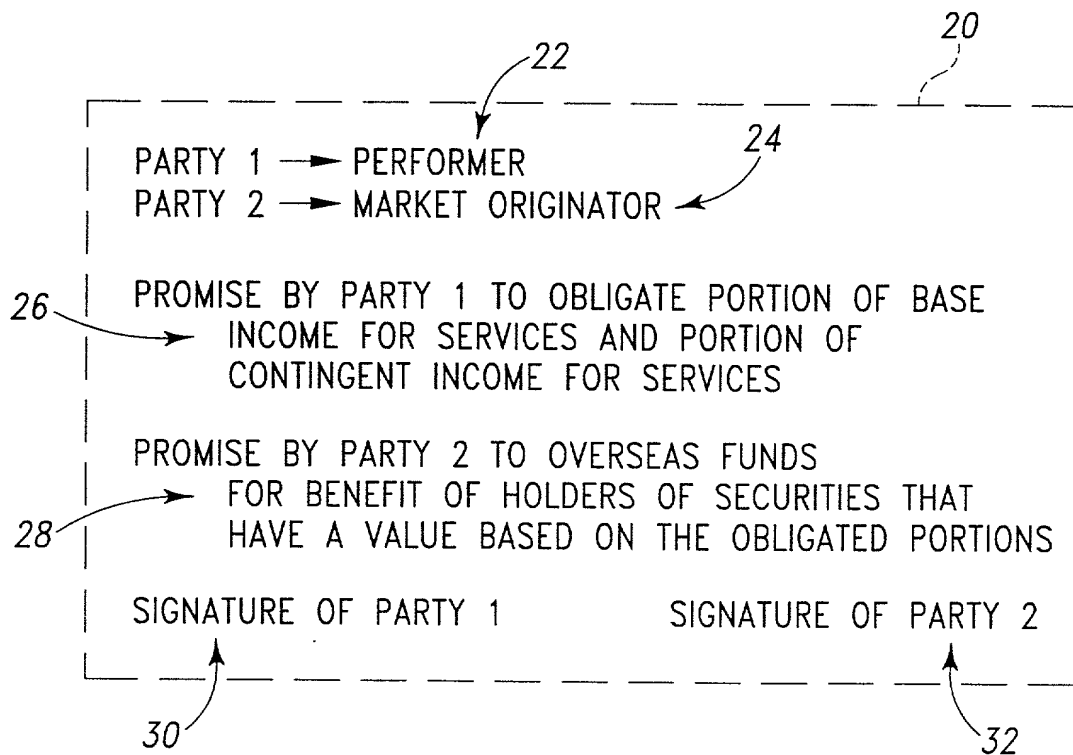 20
22
24
PARTY 1 → PERFORMER
PARTY 2 → MARKET ORIGINATOR
26
PROMISE BY PARTY 1 TO OBLIGATE PORTION OF BASE
INCOME FOR SERVICES AND PORTION OF
CONTINGENT INCOME FOR SERVICES
PROMISE BY PARTY 2 TO OVERSEAS FUNDS
28
FOR BENEFIT OF HOLDERS OF SECURITIES THAT
HAVE A VALUE BASED ON THE OBLIGATED PORTIONS
SIGNATURE OF PARTY 1 SIGNATURE OF PARTY 2
30 32